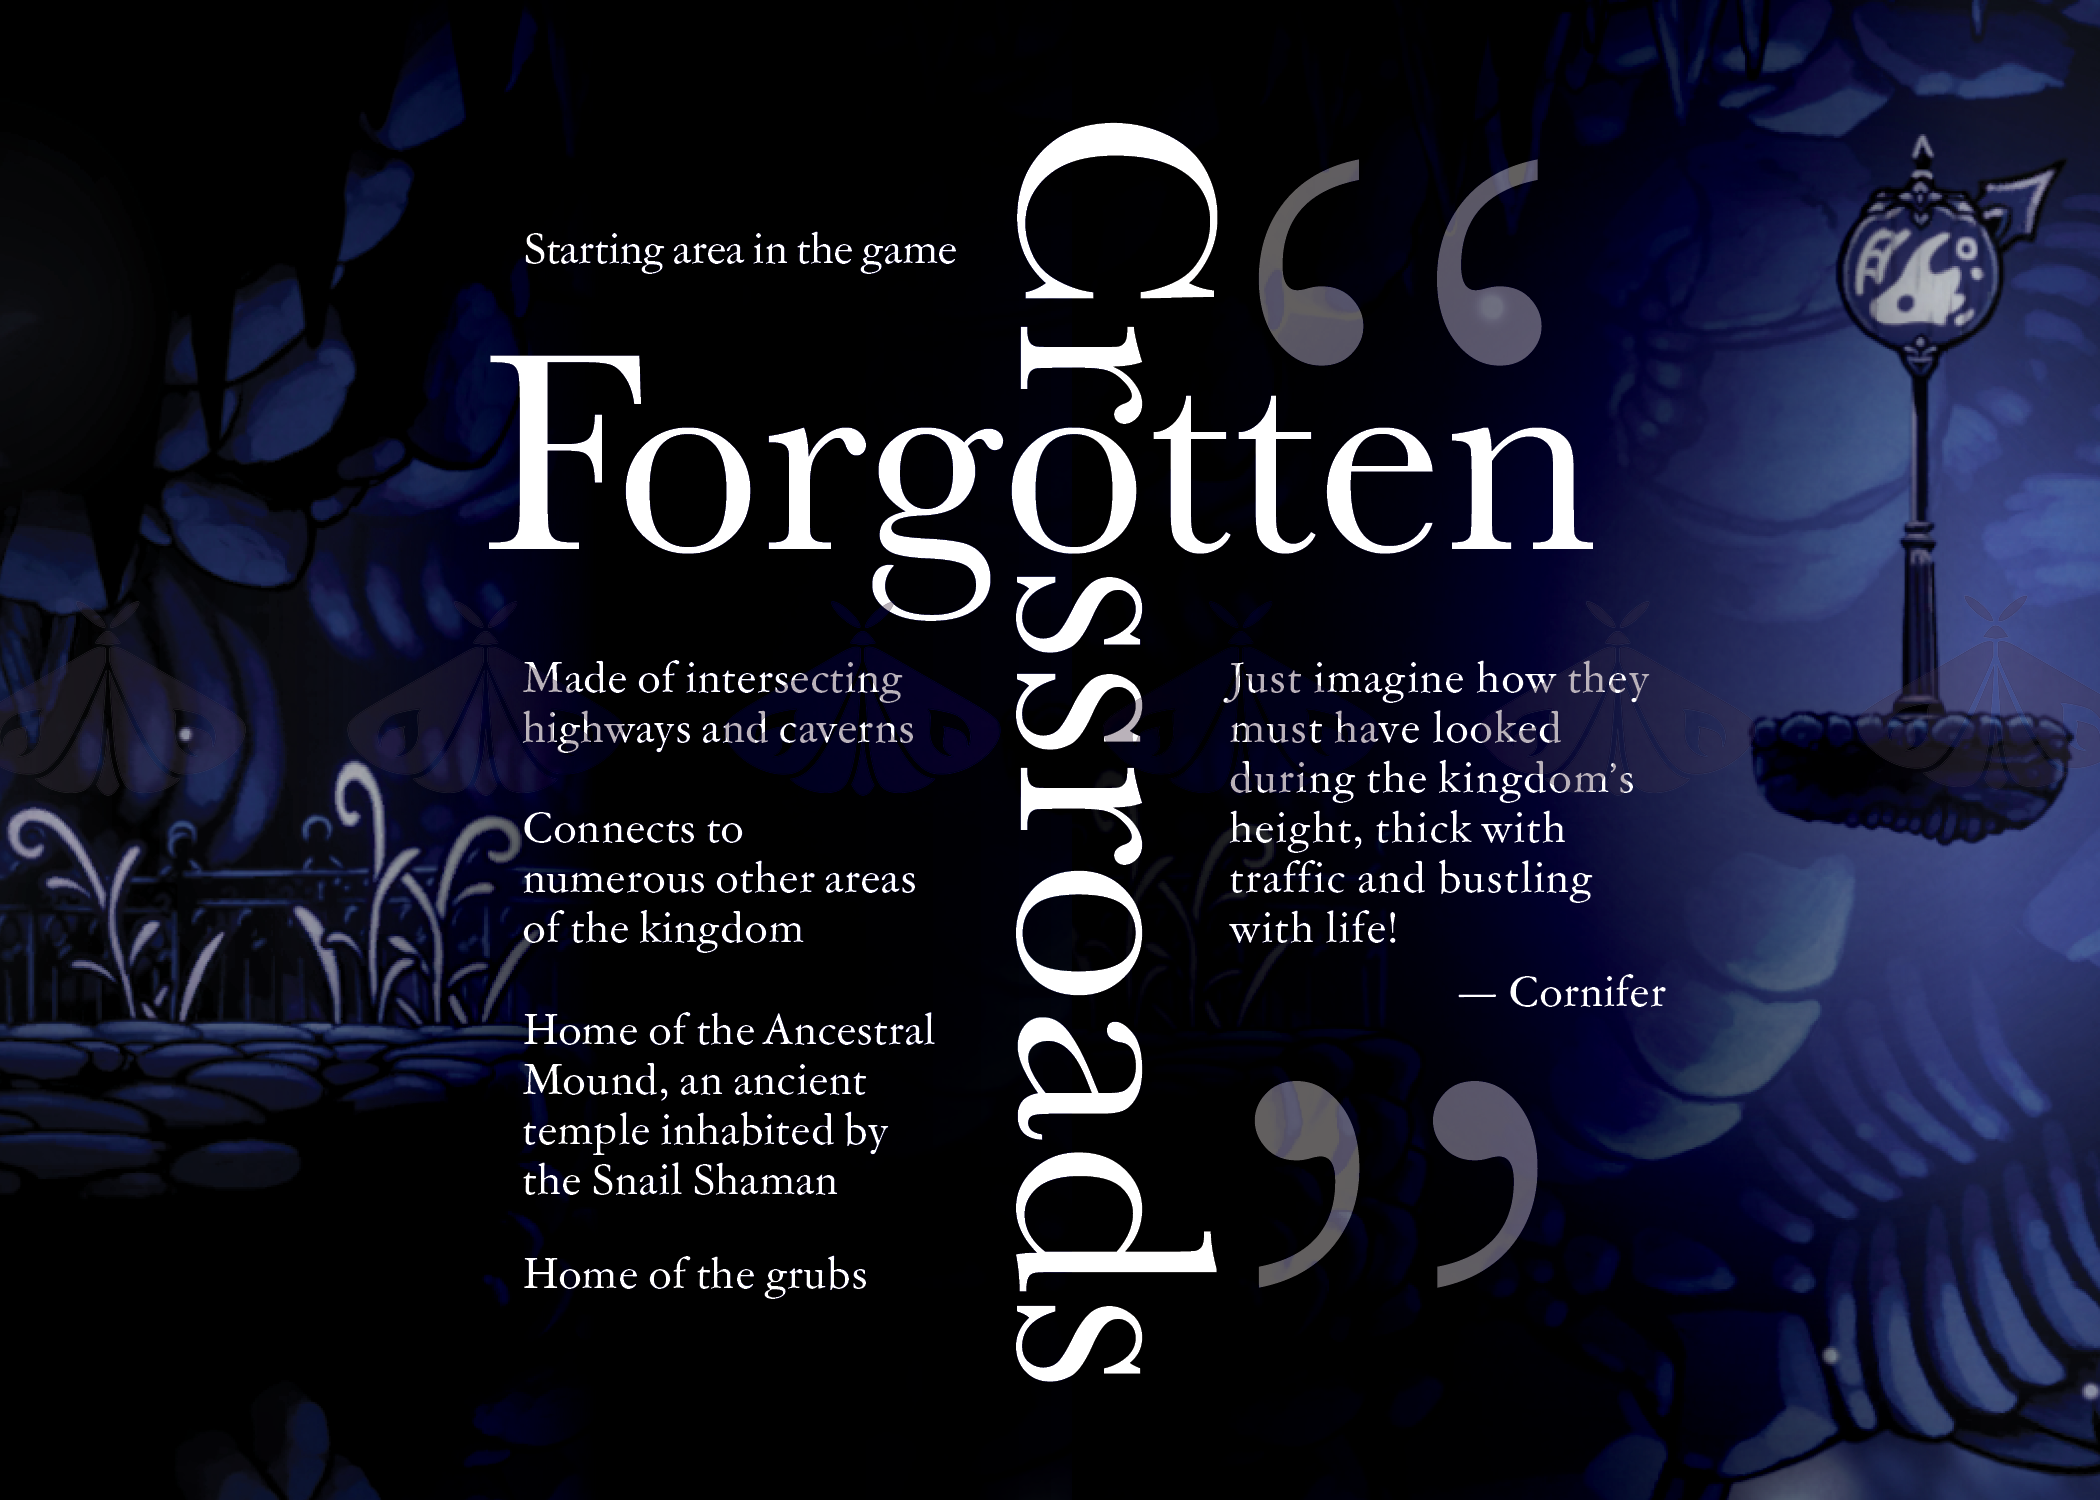 Starting area in the game
Forgotten
Crossroads
Made of intersecting
highways and caverns
Connects to
numerous other areas
of the kingdom
Home of the Ancestral
Mound, an ancient
temple inhabited by
the Snail Shaman
Home of the grubs
“
Just imagine how they
must have looked
during the kingdom’s
height, thick with
traffic and bustling
with life!
— Cornifer
”